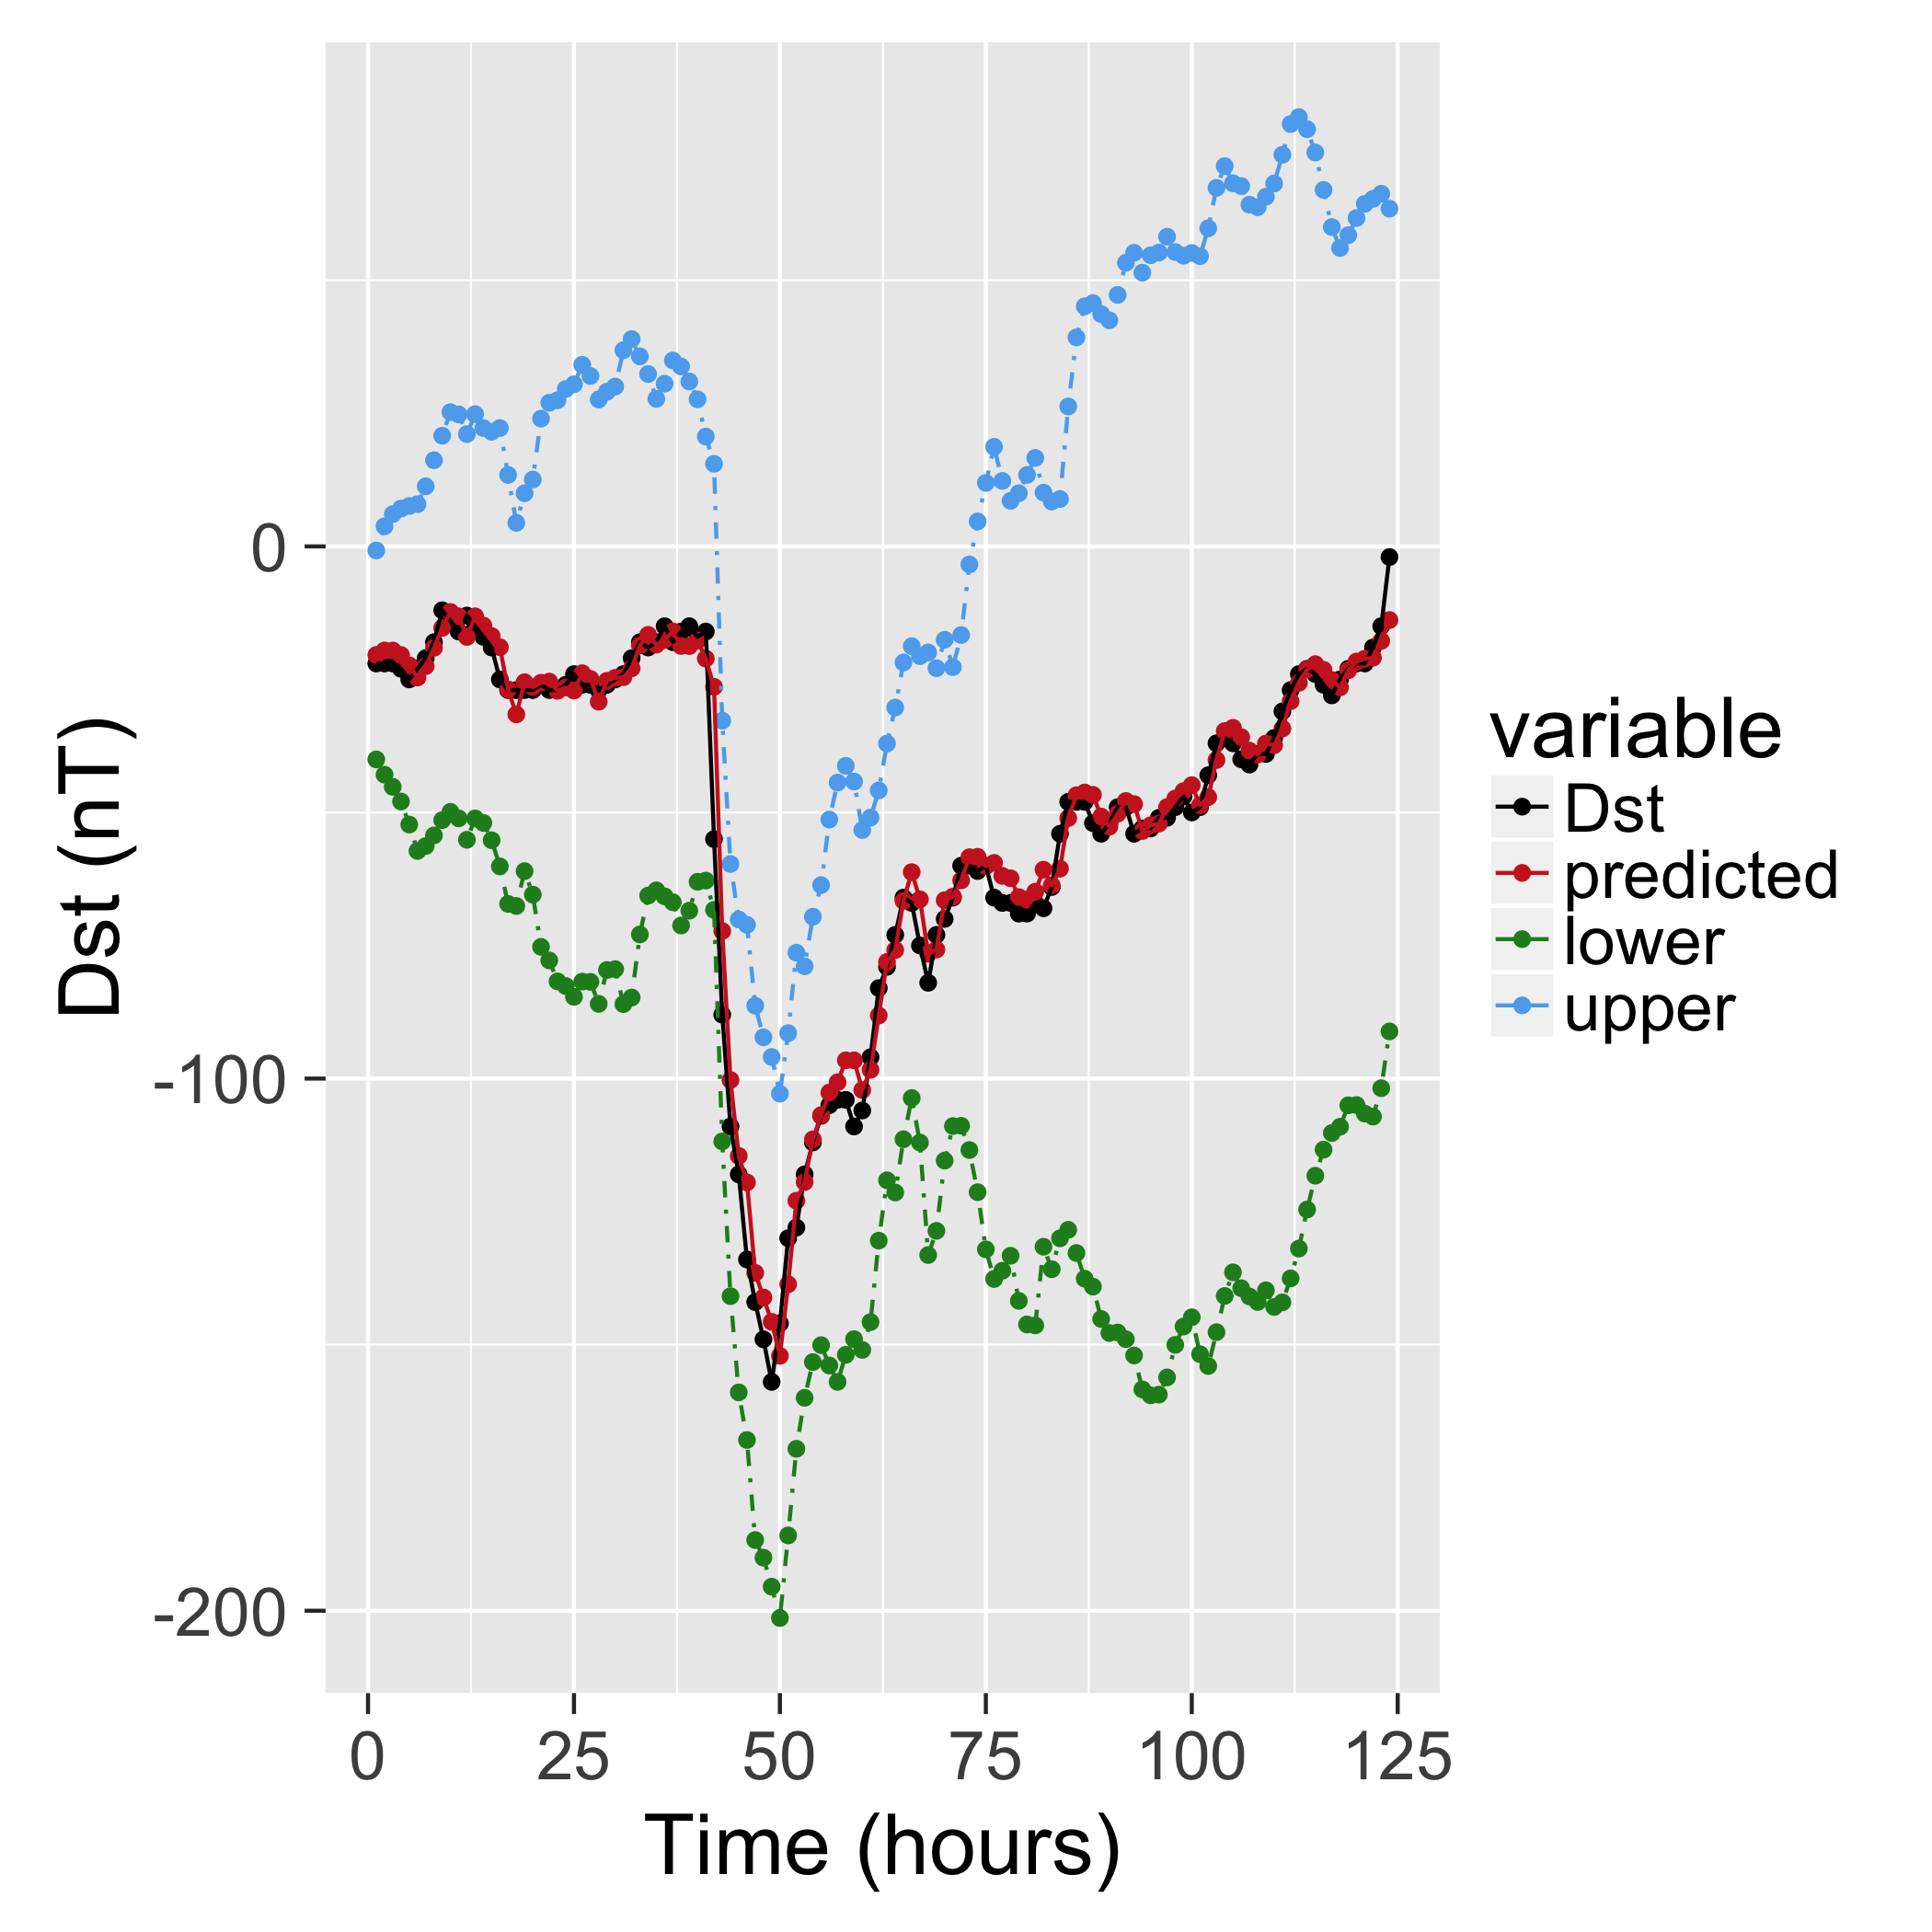 Dst (nT)
0
-100
-200
0 25 50 75 100 125
Time (hours)
variable
Dst
predicted
lower
upper